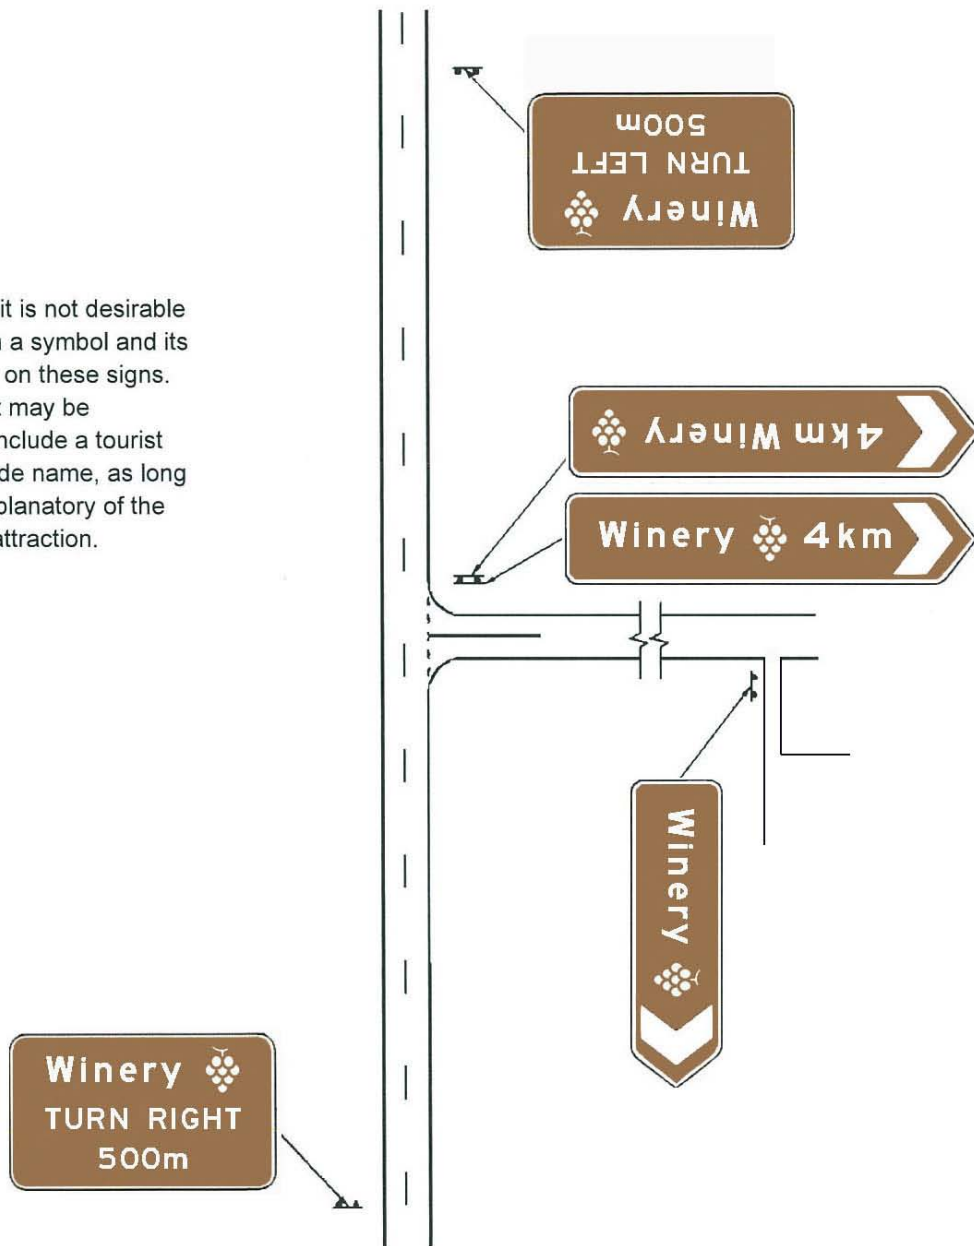 Winery
TURN LEFT
500m
it is not desirable
a symbol and its
on these signs.
t may be
nclude a tourist
de name, as long
planatory of the
attraction.
4km Winery
Winery 4km
Winery
Winery
TURN RIGHT
500m